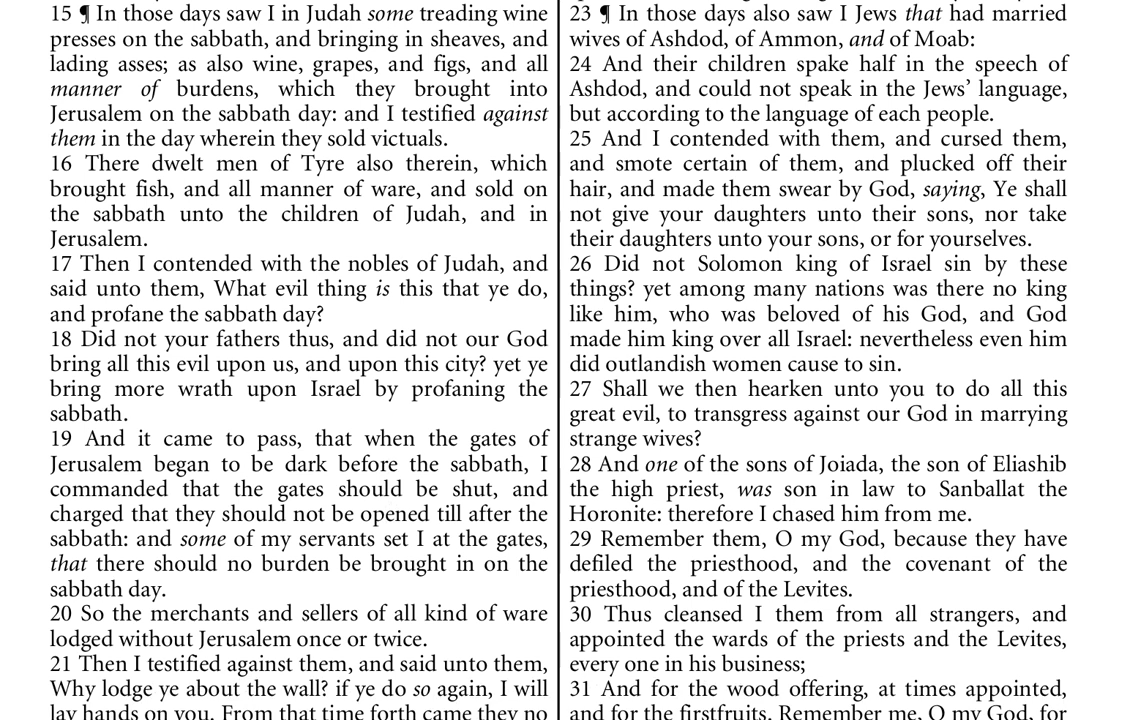 15 ¶ In those days saw I in Judah some treading wine
presses on the sabbath, and bringing in sheaves, and
lading asses; as also wine, grapes, and figs, and all
manner of burdens, which they brought into
Jerusalem on the sabbath day: and I testified against
them in the day wherein they sold victuals.
16 There dwelt men of Tyre also therein, which
brought fish, and all manner of ware, and sold on
the sabbath unto the children of Judah, and in
Jerusalem.
17 Then I contended with the nobles of Judah, and
said unto them, What evil thing is this that ye do,
and profane the sabbath day?
18 Did not your fathers thus, and did not our God
bring all this evil upon us, and upon this city? yet ye
bring more wrath upon Israel by profaning the
sabbath.
19 And it came to pass, that when the gates of
Jerusalem began to be dark before the sabbath, I
commanded that the gates should be shut, and
charged that they should not be opened till after the
sabbath: and some of my servants set I at the gates,
that there should no burden be brought in on the
sabbath day.
20 So the merchants and sellers of all kind of ware
lodged without Jerusalem once or twice.
21 Then I testified against them, and said unto them,
Why lodge ye about the wall? if ye do so again, I will
lay hands on you. From that time forth came they no
23 ¶ In those days also saw I Jews that had married
wives of Ashdod, of Ammon, and of Moab:
24 And their children spake half in the speech of
Ashdod, and could not speak in the Jews’ language,
but according to the language of each people.
25 And I contended with them, and cursed them,
and smote certain of them, and plucked off their
hair, and made them swear by God, saying, Ye shall
not give your daughters unto their sons, nor take
their daughters unto your sons, or for yourselves.
26 Did not Solomon king of Israel sin by these
things? yet among many nations was there no king
like him, who was beloved of his God, and God
made him king over all Israel: nevertheless even him
did outlandish women cause to sin.
27 Shall we then hearken unto you to do all this
great evil, to transgress against our God in marrying
strange wives?
28 And one of the sons of Joiada, the son of Eliashib
the high priest, was son in law to Sanballat the
Horonite: therefore I chased him from me.
29 Remember them, O my God, because they have
defiled the priesthood, and the covenant of the
priesthood, and of the Levites.
30 Thus cleansed I them from all strangers, and
appointed the wards of the priests and the Levites,
every one in his business;
31 And for the wood offering, at times appointed,
and for the firstfruits. Remember me, O my God, for